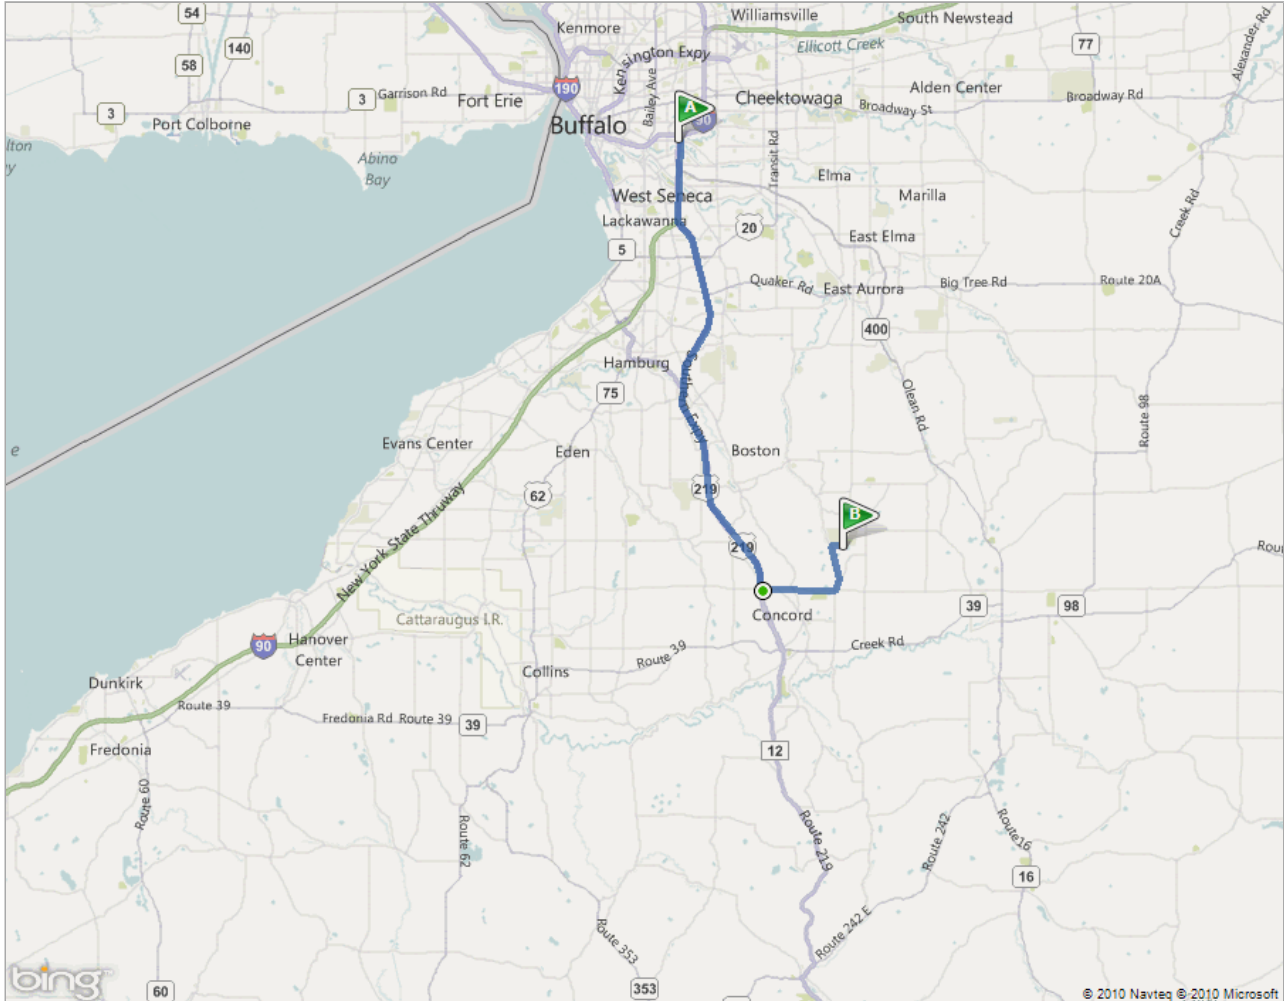 54
Williamsville
South Newstead
Kenmore
140
Ellicott Creek
77
Alexander Rd
58
Kensington Expy
190
Bailey Ave
A
90
Garrison Rd
3
Fort Erie
Cheektowaga
Alden Center
Broadway Rd
Broadway St
3
Port Colborne
Buffalo
lton
Abino
Bay
Transit Rd
Elma
West Seneca
Marilla
Lackawanna
Creek Rd
20
East Elma
5
Quaker Rd
East Aurora
Big Tree Rd
Route 20A
400
Hamburg
75
Southern Expy
Olean Rd
Route 98
Evans Center
Eden
Boston
e
62
219
New York State Thruway
B
219
39
98
Concord
Cattaraugus I.R.
90
Hanover
Center
Route 39
Creek Rd
Collins
Dunkirk
Route 39
Fredonia Rd
Route 39
39
Fredonia
12
Route 60
Route 62
Route 219
Route 242
Route16
16
Route 353
Route 242 E
bing
60
353
© 2010 Navteq © 2010 Microsoft